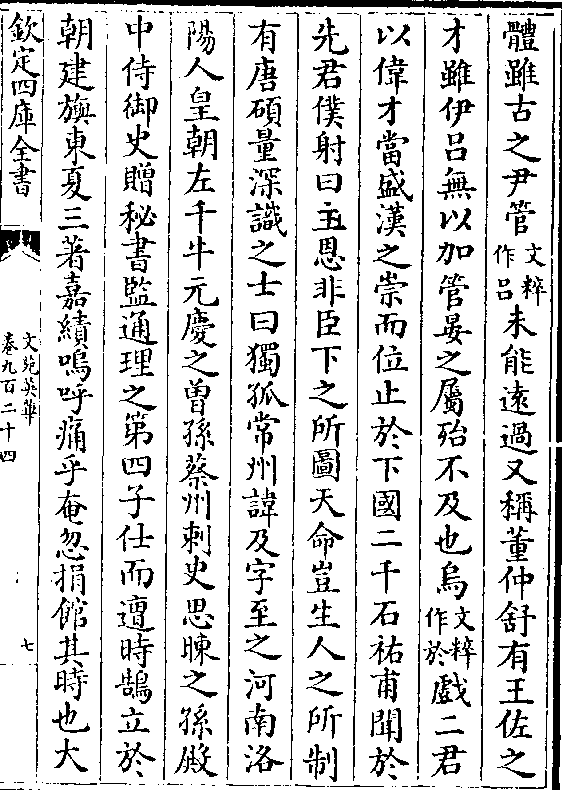 體雖古之尹管文粹作吕未能遠過又稱董仲舒有王佐之
才雖伊吕無以加管晏之屬殆不及也烏文粹作於戲二君
以偉才當盛漢之崇而位止於下國二千石祐甫聞於
先君僕射曰主恩非臣下之所圖天命豈生人之所制
有唐碩量深識之士曰獨孤常州諱及字至之河南洛
陽人皇朝左千牛元慶之曽孫蔡州刺史思暕之孫殿
中侍御史贈秘書監通理之第四子仕而遭時鵠立於
朝建旟東夏三著嘉績嗚呼痛乎奄忽捐館其時也大
欽定四庫全書
文苑英華
卷九百二十四
七